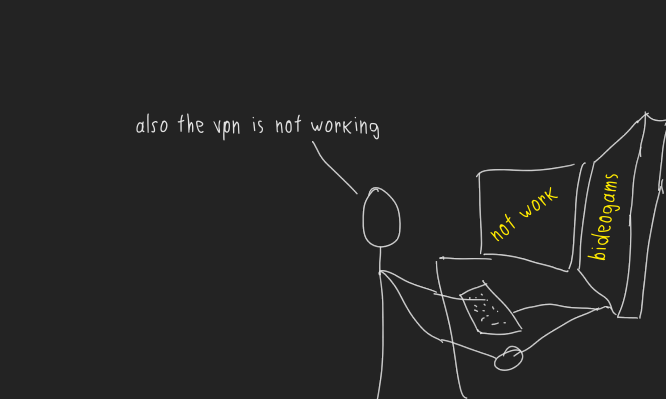 also the vpn is not working
not work
bideogams